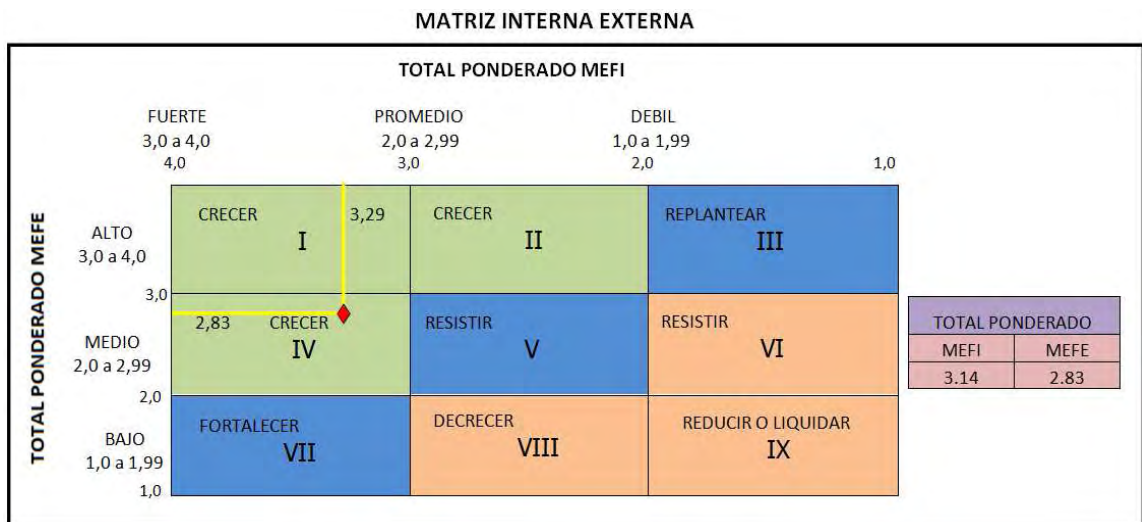 MATRIZ INTERNA EXTERNA
TOTAL PONDERADO MEFI
FUERTE
3,0 a 4,0
PROMEDIO
2,0 a 2,99
DEBIL
1,0 a 1,99
4,0
3,0
2,0
1,0
TOTAL PONDERADO MEFE
ALTO
3,0 a 4,0
CRECER
I
3,29
CRECER
II
REPLANTEAR
III
3,0
MEDIO
2,0 a 2,99
2,83
CRECER
IV
RESISTIR
V
RESISTIR
VI
2,0
BAJO
1,0 a 1,99
FORTALECER
VII
DECRECER
VIII
REDUCIR O LIQUIDAR
IX
1,0
TOTAL PONDERADO
MEFI MEFE
3.14 2.83